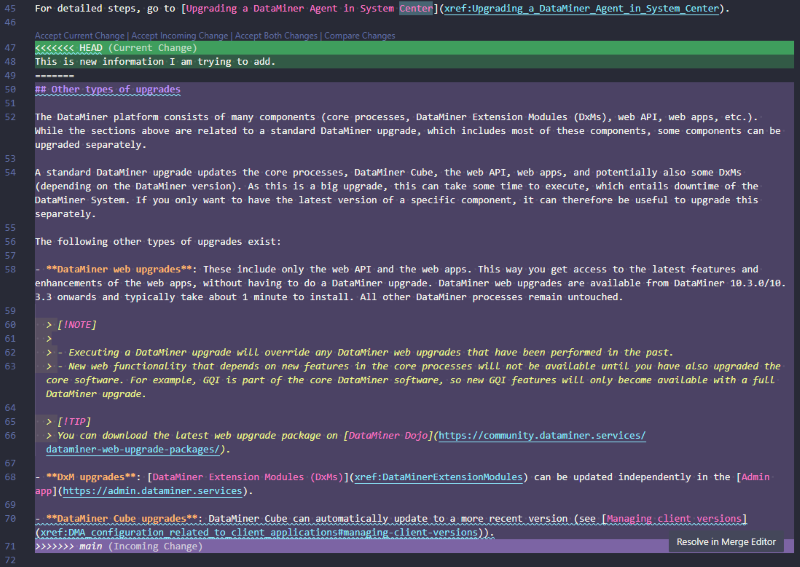 45 For detailed steps, go to [Upgrading a DataMiner Agent in System Center](xref:Upgrading_a_DataMiner_Agent_in_System_Center).
46
Accept Current Change | Accept Incoming Change | Accept Both Changes | Compare Changes
47 <<<<<<< HEAD (Current Change)
48 This is new information I am trying to add.
49 =======
50 ## Other types of upgrades
51
52 The DataMiner platform consists of many components (core processes, DataMiner Extension Modules (DxMs), web API, web apps, etc.).
While the sections above are related to a standard DataMiner upgrade, which includes most of these components, some components can be
upgraded separately.
53
54 A standard DataMiner upgrade updates the core processes, DataMiner Cube, the web API, web apps, and potentially also some DxMs
(depending on the DataMiner version). As this is a big upgrade, this can take some time to execute, which entails downtime of the
DataMiner System. If you only want to have the latest version of a specific component, it can therefore be useful to upgrade this
separately.
55
56 The following other types of upgrades exist:
57
58 - **DataMiner web upgrades**: These include only the web API and the web apps. This way you get access to the latest features and
enhancements of the web apps, without having to do a DataMiner upgrade. DataMiner web upgrades are available from DataMiner 10.3.0/10.
3.3 onwards and typically take about 1 minute to install. All other DataMiner processes remain untouched.
59
60 > [!NOTE]
61 >
62 > - Executing a DataMiner upgrade will override any DataMiner web upgrades that have been performed in the past.
63 > - New web functionality that depends on new features in the core processes will not be available until you have also upgraded the
core software. For example, GQI is part of the core DataMiner software, so new GQI features will only become available with a full
DataMiner upgrade.
64
65 > [!TIP]
66 > You can download the latest web upgrade package on [DataMiner Dojo](https://community.dataminer.services/
dataminer-web-upgrade-packages/).
67
68 - **DxM upgrades**: [DataMiner Extension Modules (DxMs)](xref:DataMinerExtensionModules) can be updated independently in the [Admin
app](https://admin.dataminer.services).
69
70 - **DataMiner Cube upgrades**: DataMiner Cube can automatically update to a more recent version (see [Managing client versions]
(xref:DMA_configuration_related_to_client_applications#managing-client-versions)).
71 >>>>>>> main (Incoming Change)
Resolve in Merge Editor
72